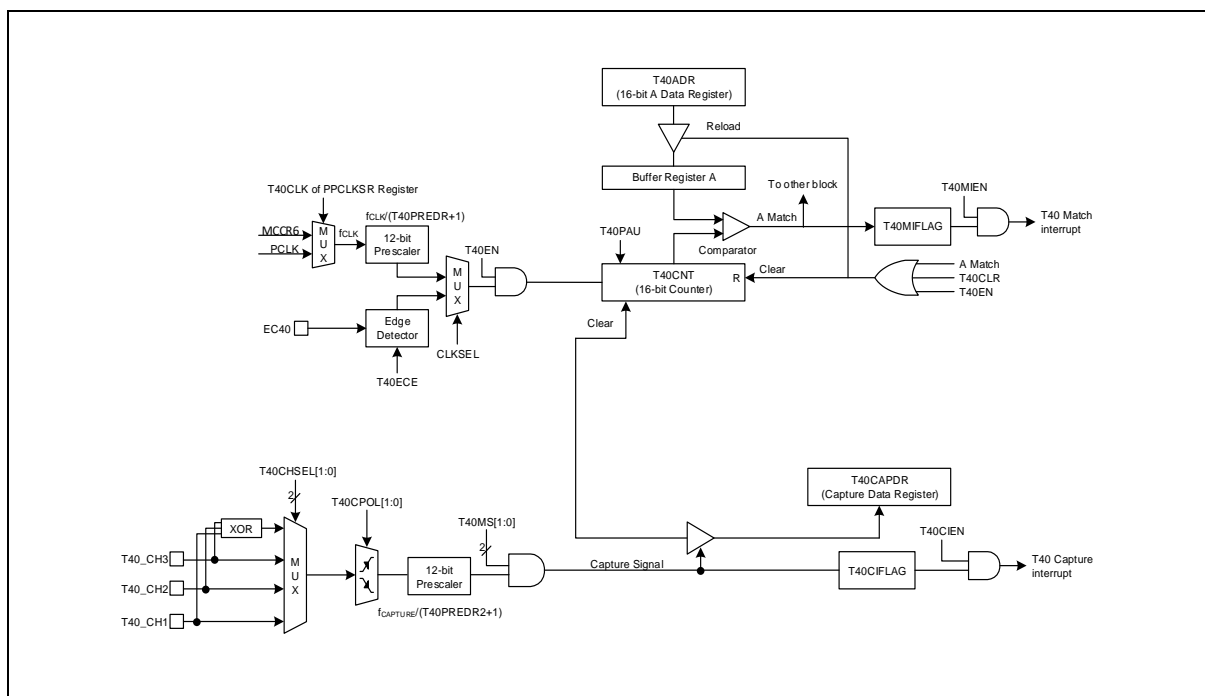 T40ADR
(16-bit A Data Register)
Reload
Buffer Register A
T40CLK of PPCLKSR Register
To other block
T40MIEN
MCCR6
PCLK
M
U
X
fCLK
fCLK/(T40PREDR+1)
12-bit
Prescaler
T40EN
M
U
X
T40PAU
A Match
Comparator
T40MIFLAG
T40 Match
interrupt
T40CNT
(16-bit Counter)
R
Clear
A Match
T40CLR
T40EN
EC40
Edge
Detector
T40ECE
CLKSEL
Clear
T40CHSEL[1:0]
2
T40CPOL[1:0]
T40MS[1:0]
2
T40CAPDR
(Capture Data Register)
T40CIEN
XOR
T40_CH3
T40_CH2
T40_CH1
M
U
X
12-bit
Prescaler
fCAPTURE/(T40PREDR2+1)
Capture Signal
T40CIFLAG
T40 Capture
interrupt